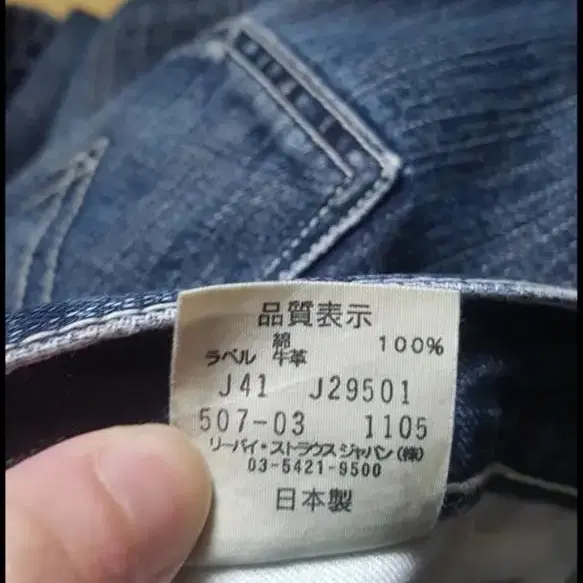 品質表示
綿 100%
ラベル 牛革
J41 J29501
507-03 1105
リーバイ・ストラウスジャパン(株)
03-5421-9500
日本製